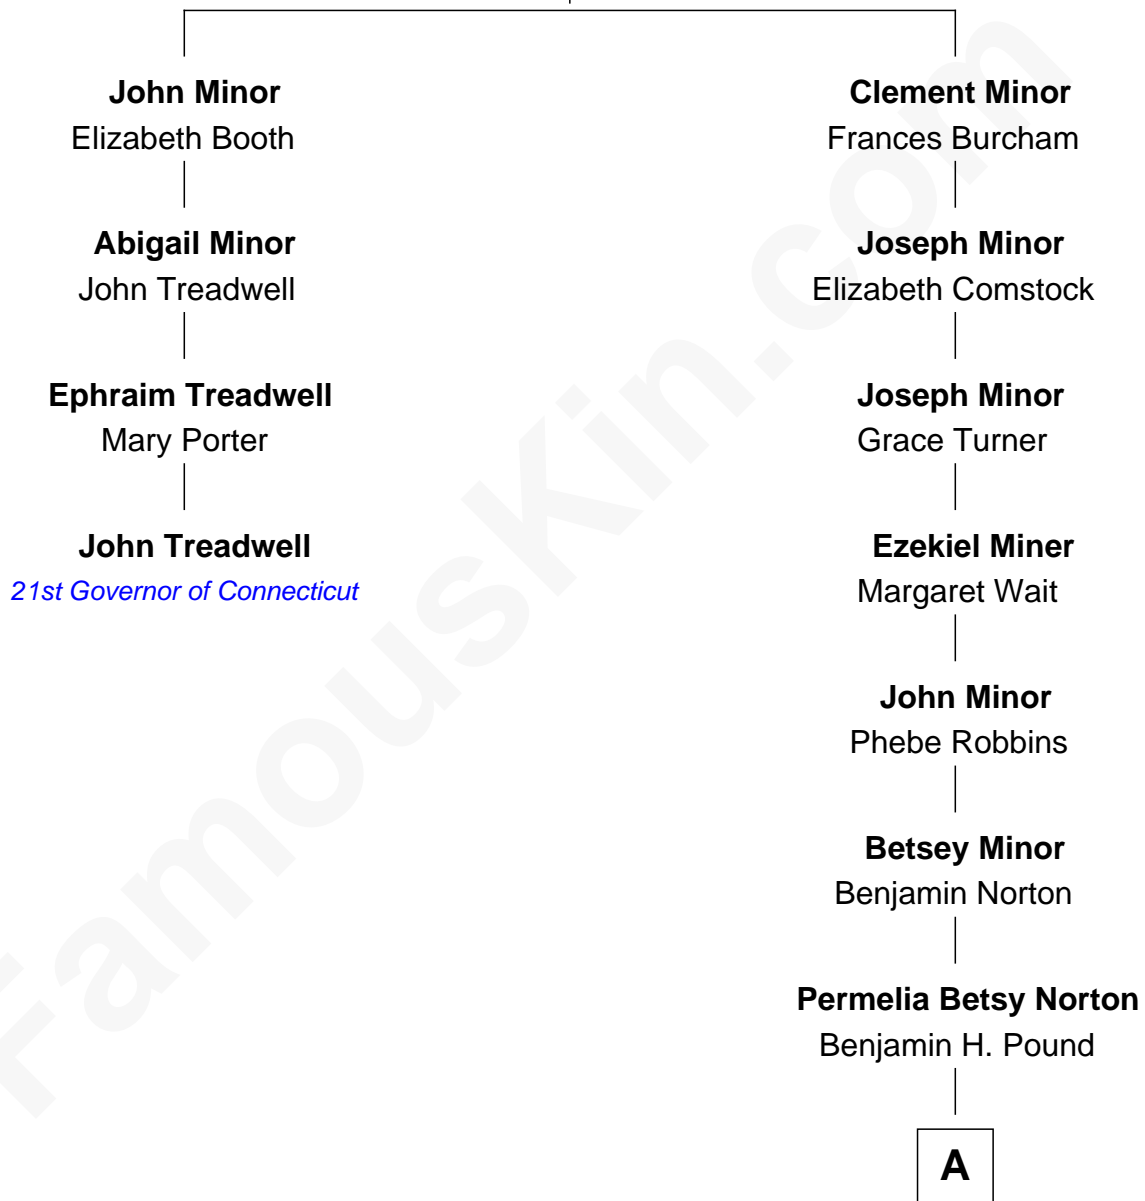 John Minor
Elizabeth Booth
Abigail Minor
John Treadwell
Ephraim Treadwell
Mary Porter
John Treadwell
21st Governor of Connecticut
Clement Minor
Frances Burcham
Joseph Minor
Elizabeth Comstock
Joseph Minor
Grace Turner
Ezekiel Miner
Margaret Wait
John Minor
Phebe Robbins
Betsey Minor
Benjamin Norton
Permelia Betsy Norton
Benjamin H. Pound
A
FamousKin.com